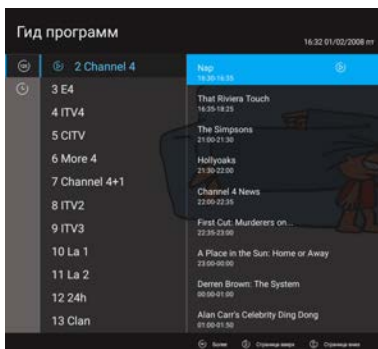 Гид программ
16:32 01/02/2008 пт
2 Channel 4
3 E4
4 ITV4
5 CITV
6 More 4
7 Channel 4+1
8 ITV2
9 ITV3
10 La 1
11 La 2
12 24h
13 Clan
Nap
16:30-16:35
That Riviera Touch
16:35-18:25
The Simpsons
21:00-21:30
Hollyoaks
21:30-22:00
Channel 4 News
22:00-22:35
First Cut: Murderers on...
22:35-23:00
A Place in the Sun: Home or Away
23:00-00:00
Derren Brown: The System
00:00-01:00
Alan Carr's Celebrity Ding Dong
01:00-01:50
Более
Страница вверх
Страница вниз